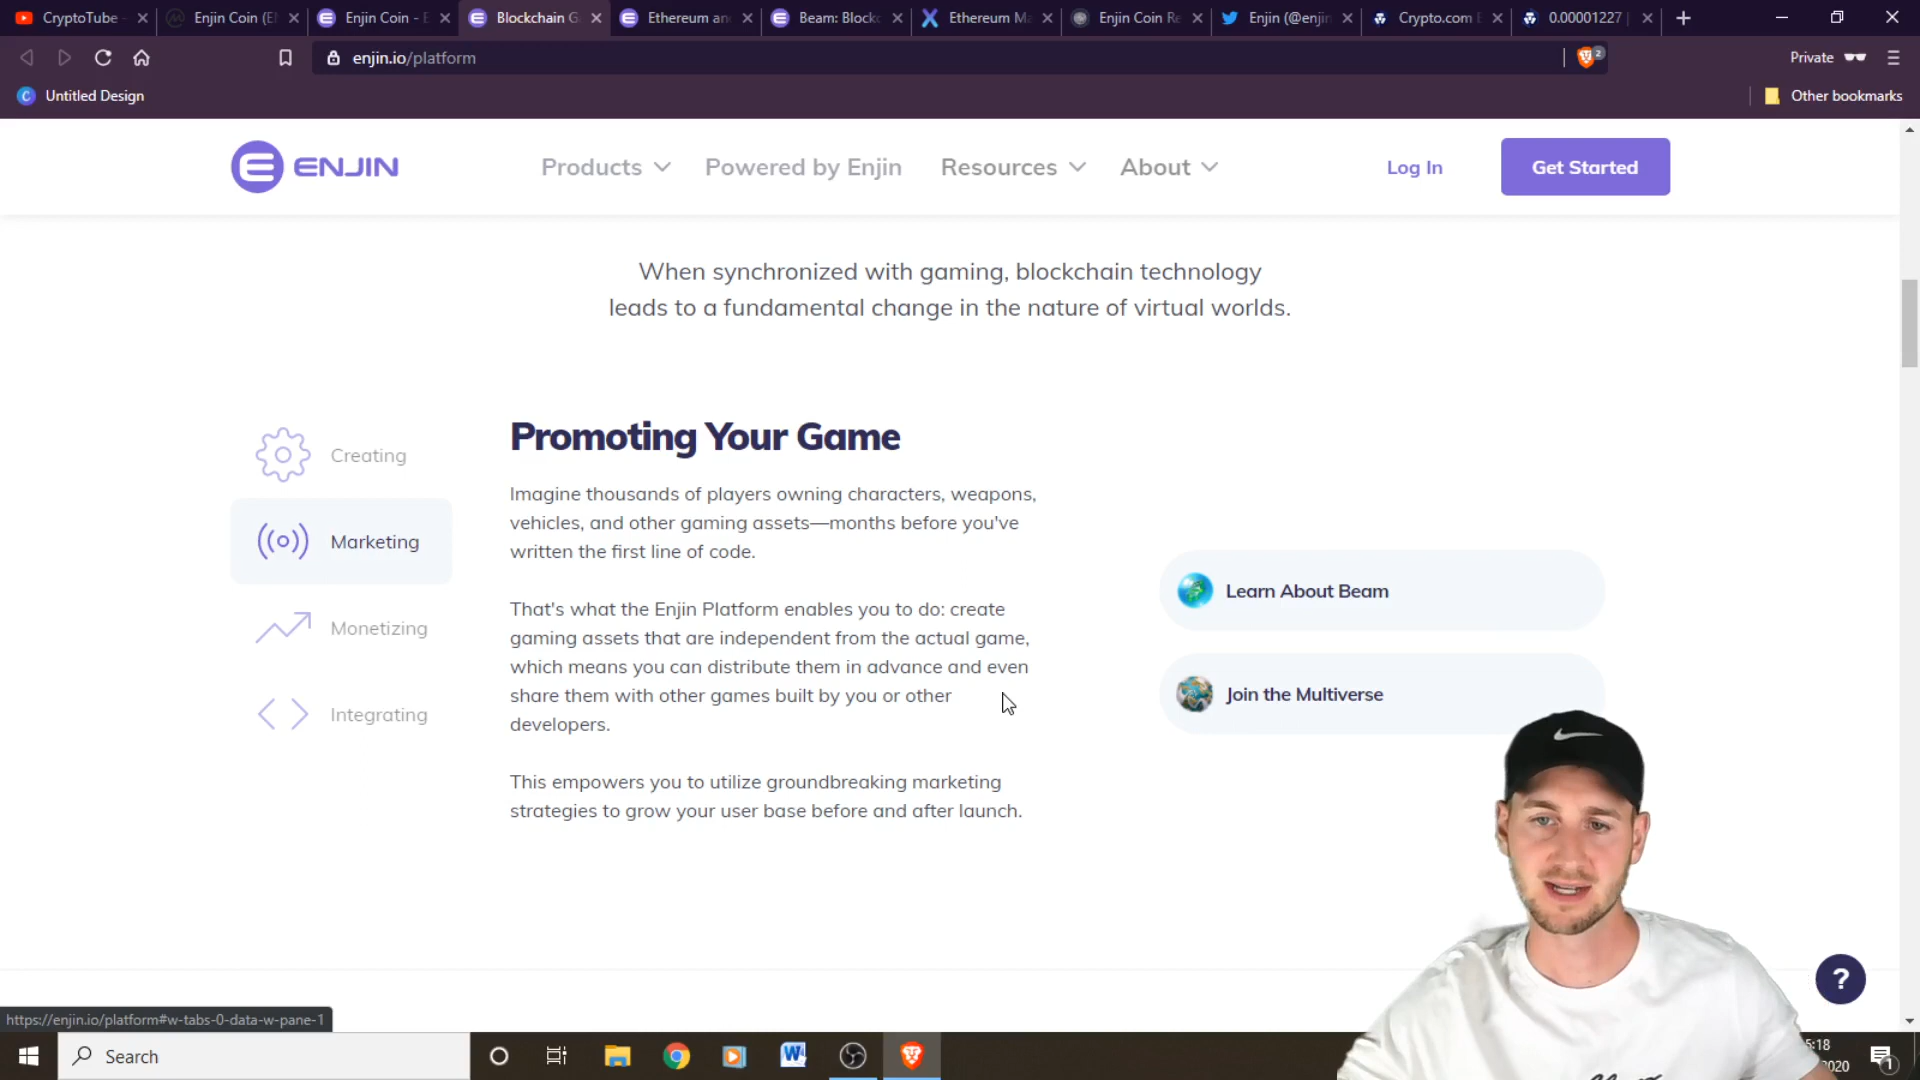 CryptoTube -
Enjin Coin (E
Enjin Coin - E
Blockchain G
Ethereum an
Beam: Block
Ethereum M
Enjin Coin Re
Enjin (@enjin
Crypto.com E
0.00001227 |
enjin.io/platform
2
Private
Untitled Design
Other bookmarks
ENJIN
Products
Powered by Enjin
Resources
About
Log In
Get Started
When synchronized with gaming, blockchain technology
leads to a fundamental change in the nature of virtual worlds.
Creating
Marketing
Monetizing
Integrating
Promoting Your Game
Imagine thousands of players owning characters, weapons,
vehicles, and other gaming assets—months before you've
written the first line of code.
That's what the Enjin Platform enables you to do: create
gaming assets that are independent from the actual game,
which means you can distribute them in advance and even
share them with other games built by you or other
developers.
This empowers you to utilize groundbreaking marketing
strategies to grow your user base before and after launch.
Learn About Beam
Join the Multiverse
?
https://enjin.io/platform#w-tabs-0-data-w-pane-1
Search
5:18
2020
1